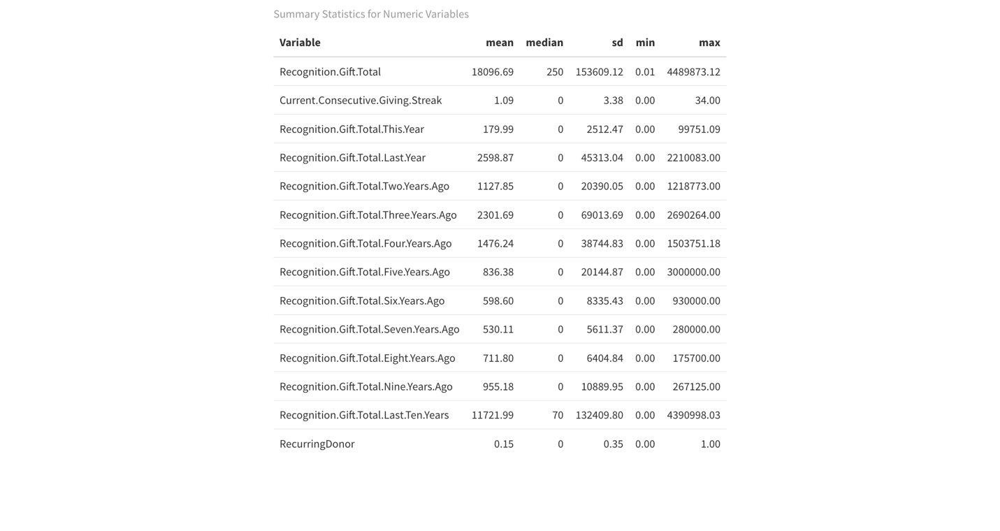 Summary Statistics for Numeric Variables
Variable mean median sd min max
Recognition.Gift.Total 18096.69 250 153609.12 0.01 4489873.12
Current.Consecutive.Giving.Streak 1.09 0 3.38 0.00 34.00
Recognition.Gift.Total.This.Year 179.99 0 2512.47 0.00 99751.09
Recognition.Gift.Total.Last.Year 2598.87 0 45313.04 0.00 2210083.00
Recognition.Gift.Total.Two.Years.Ago 1127.85 0 20390.05 0.00 1218773.00
Recognition.Gift.Total.Three.Years.Ago 2301.69 0 69013.69 0.00 2690264.00
Recognition.Gift.Total.Four.Years.Ago 1476.24 0 38744.83 0.00 1503751.18
Recognition.Gift.Total.Five.Years.Ago 836.38 0 20144.87 0.00 3000000.00
Recognition.Gift.Total.Six.Years.Ago 598.60 0 8335.43 0.00 930000.00
Recognition.Gift.Total.Seven.Years.Ago 530.11 0 5611.37 0.00 280000.00
Recognition.Gift.Total.Eight.Years.Ago 711.80 0 6404.84 0.00 175700.00
Recognition.Gift.Total.Nine.Years.Ago 955.18 0 10889.95 0.00 267125.00
Recognition.Gift.Total.Last.Ten.Years 11721.99 70 132409.80 0.00 4390998.03
RecurringDonor 0.15 0 0.35 0.00 1.00